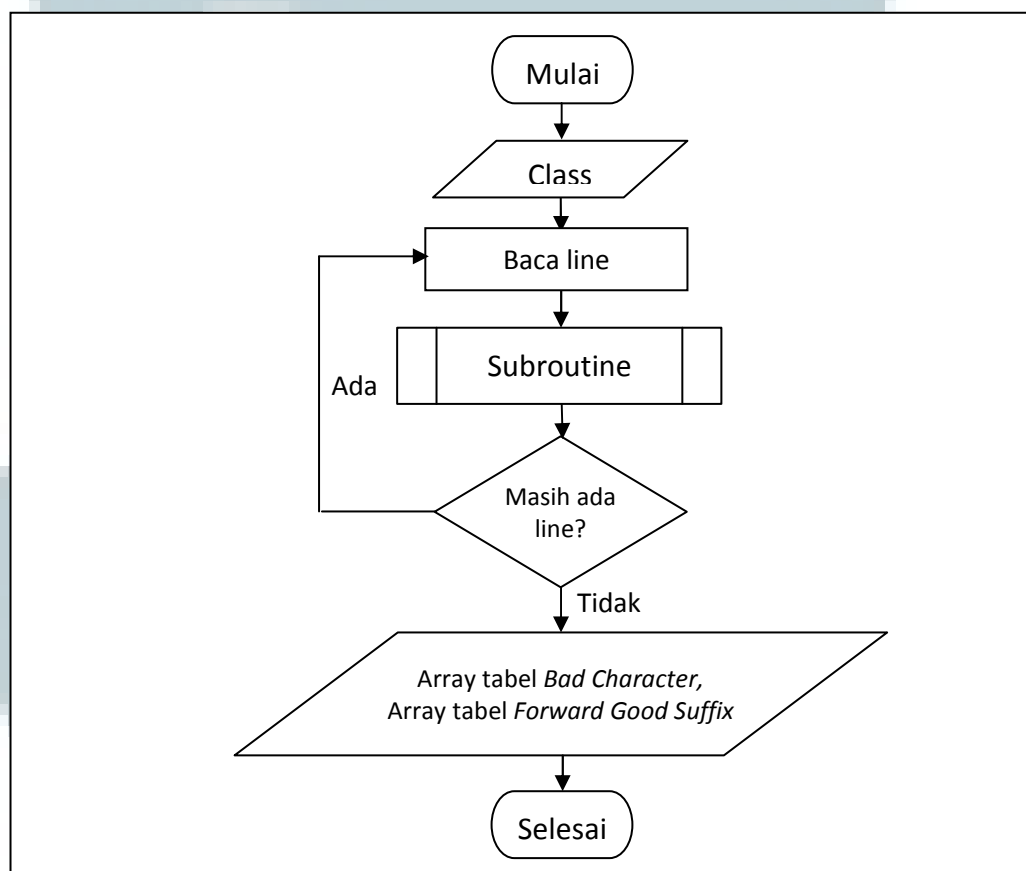 Mulai
Class
Baca line
Subroutine
Ada
Masih ada
line?
Tidak
Array tabel Bad Character,
Array tabel Forward Good Suffix
Selesai